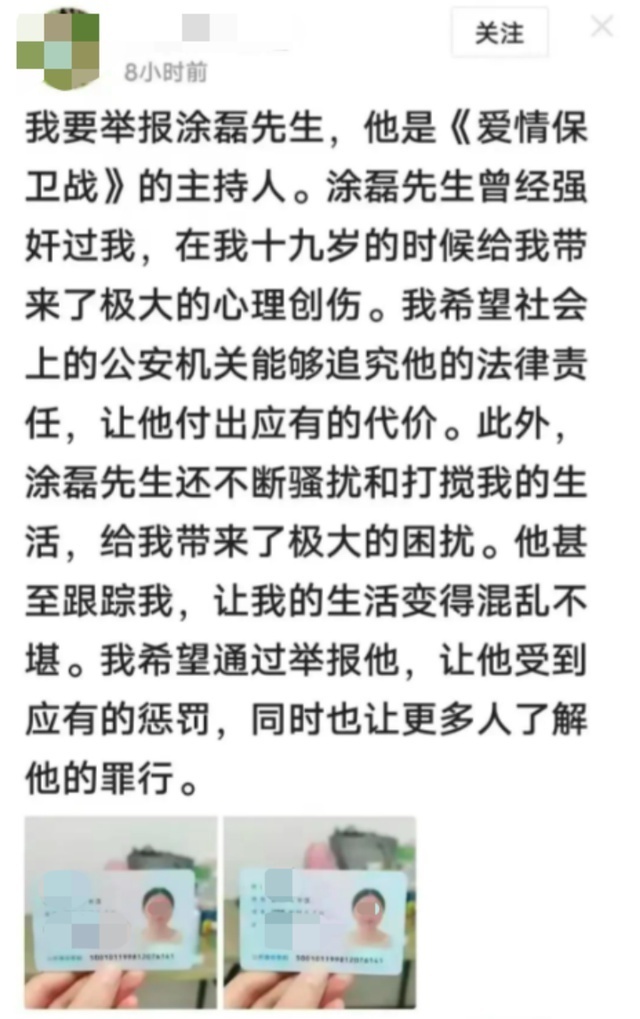 关注
8小时前
我要举报涂磊先生，他是《爱情保
卫战》的主持人。涂磊先生曾经强
奸过我，在我十九岁的时候给我带
来了极大的心理创伤。我希望社会
上的公安机关能够追究他的法律责
任，让他付出应有的代价。此外，
涂磊先生还不断骚扰和打搅我的生
活，给我带来了极大的困扰。他甚
至跟踪我，让我的生活变得混乱不
堪。我希望通过举报他，让他受到
应有的惩罚，同时也让更多人了解
他的罪行。